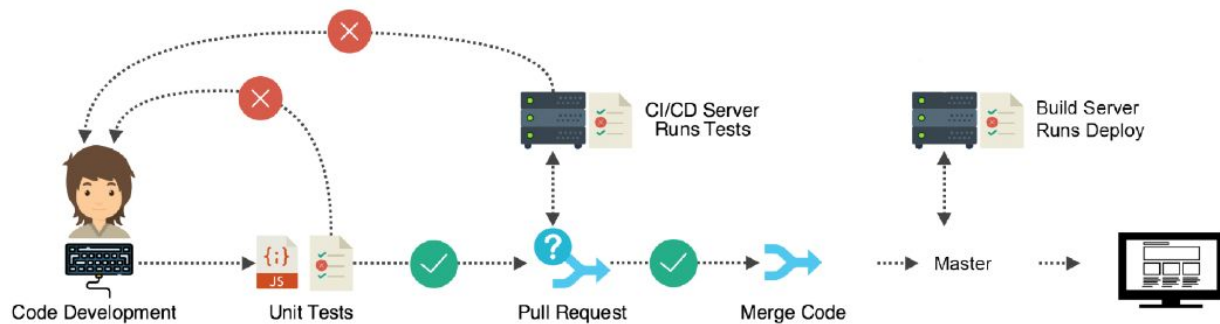 CI/CD Server
Runs Tests
Build Server
Runs Deploy
{;}
JS
?
Master
Code Development
Unit Tests
Pull Request
Merge Code